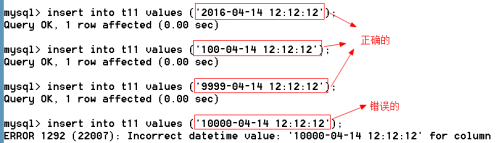 mysql> insert into t11 values ('2016-04-14 12:12:12');
Query OK, 1 row affected (0.00 sec)
正确的
mysql> insert into t11 values ('100-04-14 12:12:12');
Query OK, 1 row affected (0.00 sec)
mysql> insert into t11 values ('9999-04-14 12:12:12');
Query OK, 1 row affected (0.00 sec)
错误的
mysql> insert into t11 values ('10000-04-14 12:12:12');
ERROR 1292 (22007): Incorrect datetime value: '10000-04-14 12:12:12' for column